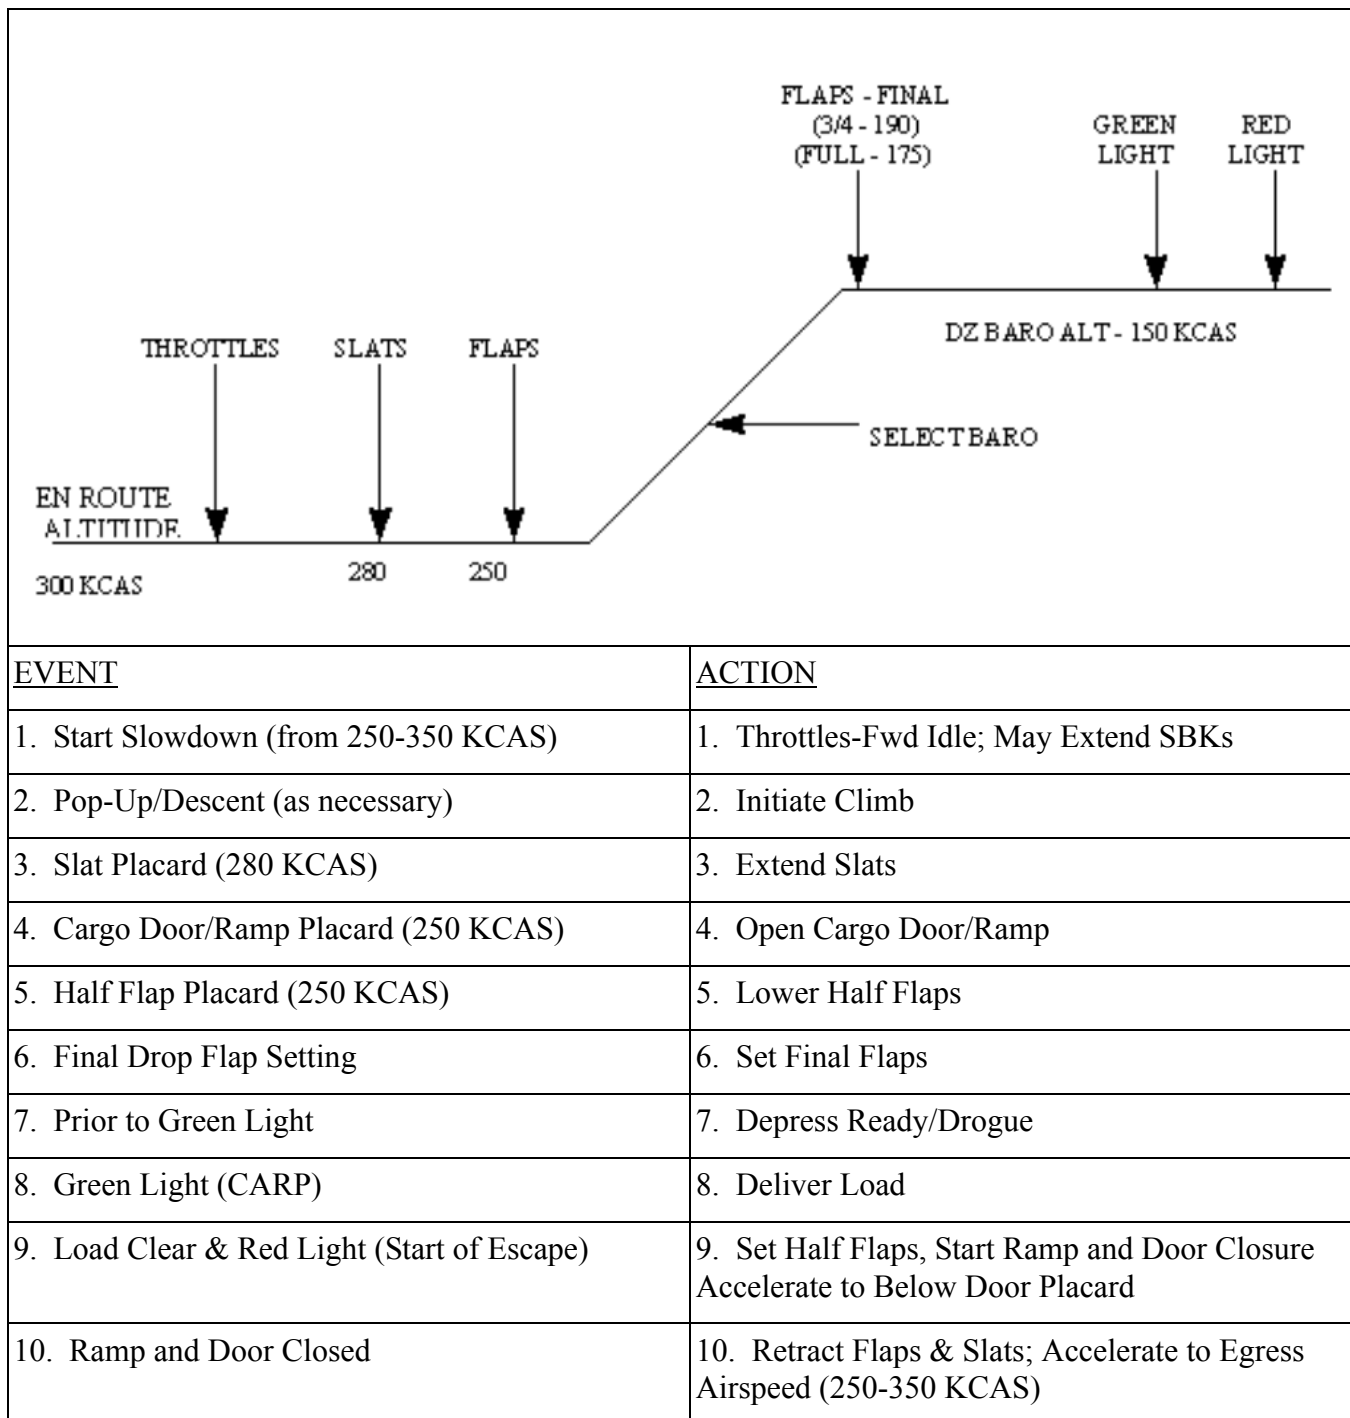 FLAPS - FINAL
(3/4 - 190)
(FULL - 175)
GREEN
LIGHT
RED
LIGHT
DZ BARO ALT - 150 KCAS
THROTTLES
SLATS
FLAPS
SELECT BARO
EN ROUTE
ALTITUDE
300 KCAS
280
250
EVENT
ACTION
1. Start Slowdown (from 250-350 KCAS)
1. Throttles-Fwd Idle; May Extend SBKs
2. Pop-Up/Descent (as necessary)
2. Initiate Climb
3. Slat Placard (280 KCAS)
3. Extend Slats
4. Cargo Door/Ramp Placard (250 KCAS)
4. Open Cargo Door/Ramp
5. Half Flap Placard (250 KCAS)
5. Lower Half Flaps
6. Final Drop Flap Setting
6. Set Final Flaps
7. Prior to Green Light
7. Depress Ready/Drogue
8. Green Light (CARP)
8. Deliver Load
9. Load Clear & Red Light (Start of Escape)
9. Set Half Flaps, Start Ramp and Door Closure
Accelerate to Below Door Placard
10. Ramp and Door Closed
10. Retract Flaps & Slats; Accelerate to Egress
Airspeed (250-350 KCAS)